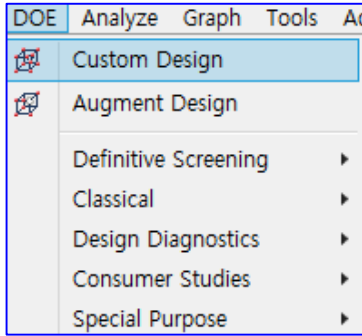 DOE Analyze Graph Tools
Custom Design
Augment Design
Definitive Screening
Classical
Design Diagnostics
Consumer Studies
Special Purpose